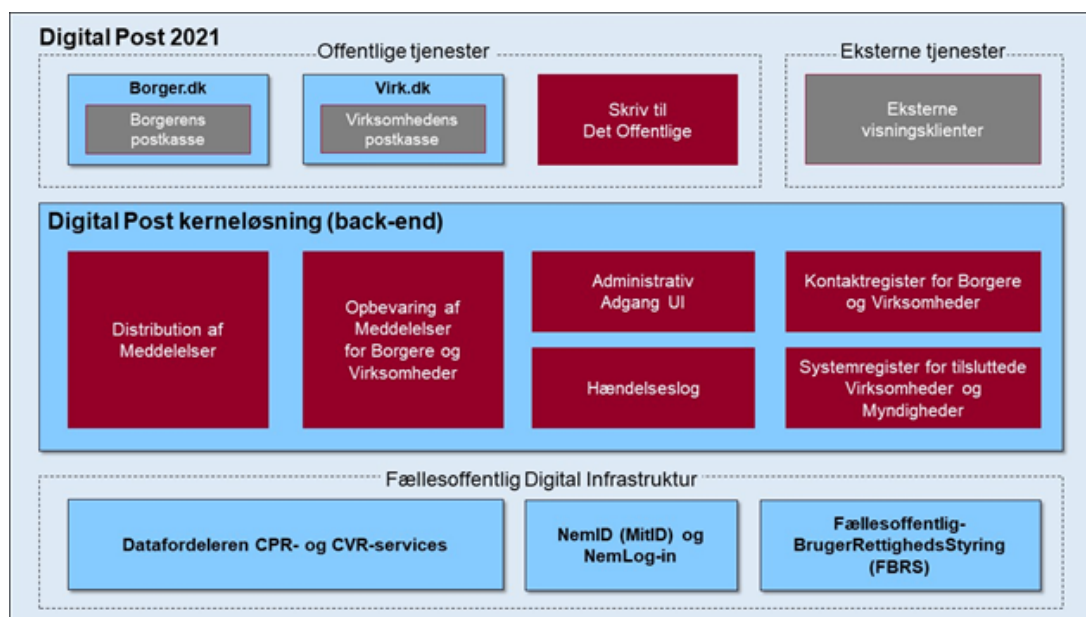 Digital Post 2021
Offentlige tjenester
Eksterne tjenester
Borger.dk
Borgerens
postkasse
Virk.dk
Virksomhedens
postkasse
Skriv til
Det Offentlige
Eksterne
visningsklienter
Digital Post kerneløsning (back-end)
Distribution af
Meddelelser
Opbevaring af
Meddelelser
for Borgere og
Virksomheder
Administrativ
Adgang UI
Hændelseslog
Kontaktregister for Borgere
og Virksomheder
Systemregister for tilsluttede
Virksomheder og
Myndigheder
Fællesoffentlig Digital Infrastruktur
Datafordeleren CPR- og CVR-services
NemID (MitID) og
NemLog-in
Fællesoffentlig-
BrugerRettighedsStyring
(FBRS)